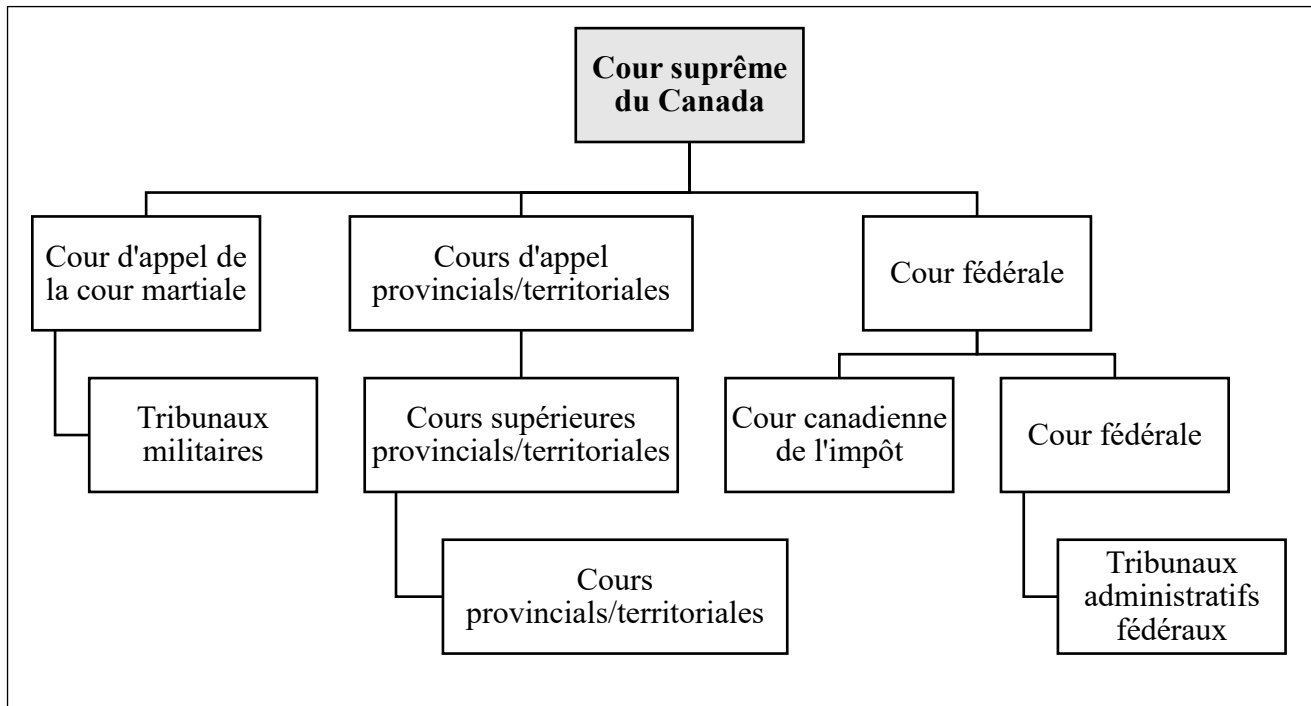 Cour suprême
du Canada
Cour d'appel de
la cour martiale
Cours d'appel
provincials/territoriales
Cour fédérale
Tribunaux
militaires
Cours supérieures
provincials/territoriales
Cour canadienne
de l'impôt
Cour fédérale
Cours
provincials/territoriales
Tribunaux
administratifs
fédéraux